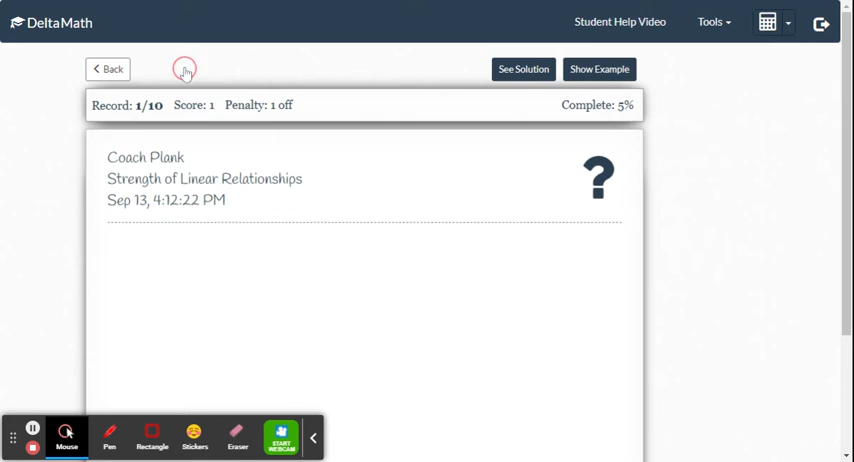 DeltaMath Student Help Video Tools
Back See Solution Show Example
Record: 1/10 Score: 1 Penalty: 1 off Complete: 5%
Coach Plank
Strength of Linear Relationships
Sep 13, 4:12:22 PM
?
Mouse Pen Rectangle Stickers Eraser START WEBCAM